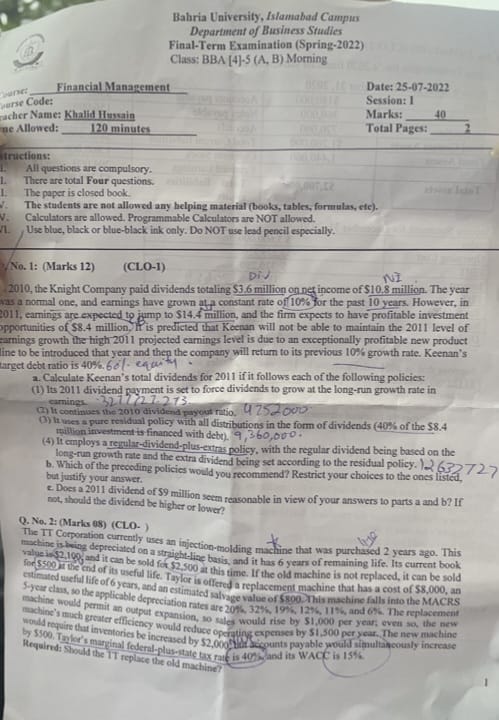 Bahria University, Islamabad Campus
Department of Business Studies
Final-Term Examination (Spring-2022)
Class: BBA [4]-5 (A, B) Morning
Course: Financial Management Date: 25-07-2022
ourse Code: Session: I
acher Name: Khalid Hussain Marks: 40
ne Allowed: 120 minutes Total Pages: 2
structions:
All questions are compulsory.
There are total Four questions.
The paper is closed book.
The students are not allowed any helping material (books, tables, formulas, etc).
Calculators are allowed. Programmable Calculators are NOT allowed.
Use blue, black or blue-black ink only. Do NOT use lead pencil especially.
No. 1: (Marks 12) (CLO-1)
Div NI
2010, the Knight Company paid dividends totaling $3.6 million on net income of $10.8 million. The year
was a normal one, and earnings have grown at a constant rate of 10% for the past 10 years. However, in
2011, earnings are expected to jump to $14.4 million, and the firm expects to have profitable investment
opportunities of $8.4 million. It is predicted that Keenan will not be able to maintain the 2011 level of
earnings growth the high 2011 projected earnings level is due to an exceptionally profitable new product
line to be introduced that year and then the company will return to its previous 10% growth rate. Keenan's
target debt ratio is 40%. 60% equity.
a. Calculate Keenan's total dividends for 2011 if it follows each of the following policies:
(1) Its 2011 dividend payment is set to force dividends to grow at the long-run growth rate in
earnings.
(2) It continues the 2010 dividend payout ratio. 4752000
(3) It uses a pure residual policy with all distributions in the form of dividends (40% of the $8.4
million investment is financed with debt). 9,360,000.
(4) It employs a regular-dividend-plus-extras policy, with the regular dividend being based on the
long-run growth rate and the extra dividend being set according to the residual policy. 12632727
b. Which of the preceding policies would you recommend? Restrict your choices to the ones listed,
but justify your answer.
c. Does a 2011 dividend of $9 million seem reasonable in view of your answers to parts a and b? If
not, should the dividend be higher or lower?
Q. No. 2: (Marks 08) (CLO- )
The TT Corporation currently uses an injection-molding machine that was purchased 2 years ago. This
machine is being depreciated on a straight-line basis, and it has 6 years of remaining life. Its current book
value is $2,100, and it can be sold for $2,500 at this time. If the old machine is not replaced, it can be sold
for $500 at the end of its useful life. Taylor is offered a replacement machine that has a cost of $8,000, an
estimated useful life of 6 years, and an estimated salvage value of $800. This machine falls into the MACRS
5-year class, so the applicable depreciation rates are 20%, 32%, 19%, 12%, 11%, and 6%. The replacement
machine would permit an output expansion, so sales would rise by $1,000 per year; even so, the new
machine's much greater efficiency would reduce operating expenses by $1,500 per year. The new machine
would require that inventories be increased by $2,000, but accounts payable would simultaneously increase
by $500. Taylor's marginal federal-plus-state tax rate is 40%, and its WACC is 15%.
Required: Should the TT replace the old machine?
1